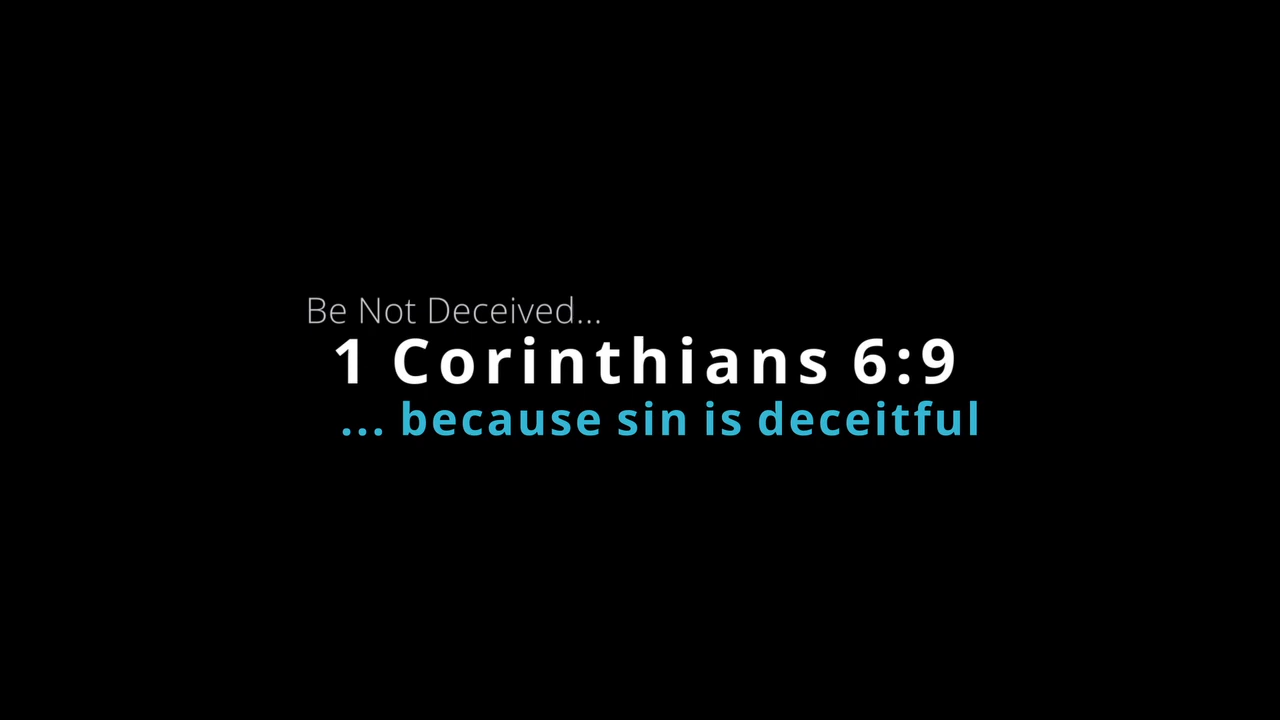 Be Not Deceived...
1 Corinthians 6:9
... because sin is deceitful